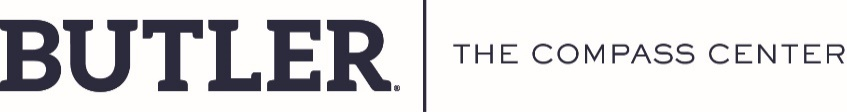 BUTLER® | THE COMPASS CENTER